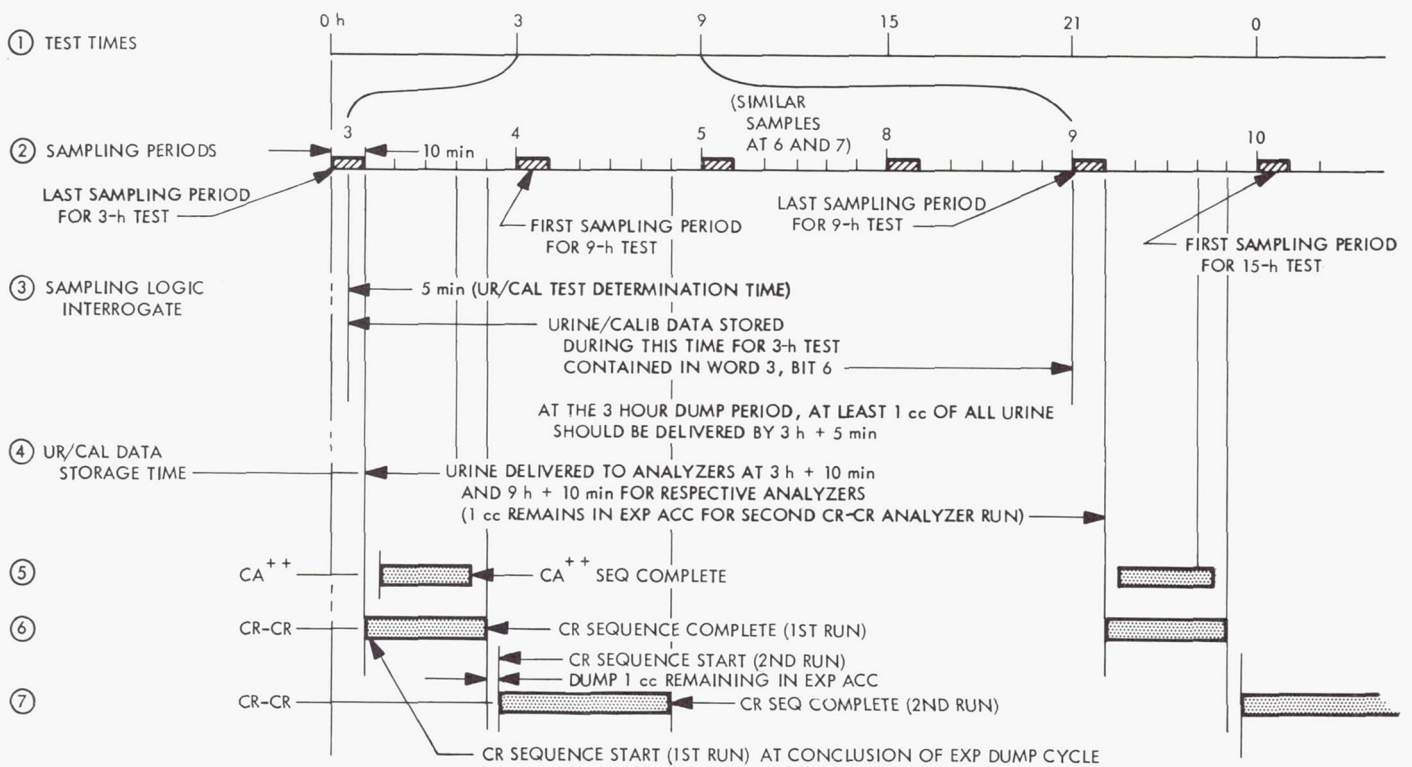 0 h 3 9 15 21 0
① TEST TIMES
(SIMILAR
SAMPLES
AT 6 AND 7)
3 4 5 8 9 10
② SAMPLING PERIODS
10 min
LAST SAMPLING PERIOD
FOR 3-h TEST
FIRST SAMPLING PERIOD
FOR 9-h TEST
LAST SAMPLING PERIOD
FOR 9-h TEST
FIRST SAMPLING PERIOD
FOR 15-h TEST
③ SAMPLING LOGIC
INTERROGATE
5 min (UR/CAL TEST DETERMINATION TIME)
URINE/CALIB DATA STORED
DURING THIS TIME FOR 3-h TEST
CONTAINED IN WORD 3, BIT 6
AT THE 3 HOUR DUMP PERIOD, AT LEAST 1 cc OF ALL URINE
SHOULD BE DELIVERED BY 3 h + 5 min
④ UR/CAL DATA
STORAGE TIME
URINE DELIVERED TO ANALYZERS AT 3 h + 10 min
AND 9 h + 10 min FOR RESPECTIVE ANALYZERS
(1 cc REMAINS IN EXP ACC FOR SECOND CR-CR ANALYZER RUN)
⑤ CA++
CA++ SEQ COMPLETE
⑥ CR-CR
CR SEQUENCE COMPLETE (1ST RUN)
CR SEQUENCE START (2ND RUN)
DUMP 1 cc REMAINING IN EXP ACC
⑦ CR-CR
CR SEQ COMPLETE (2ND RUN)
CR SEQUENCE START (1ST RUN) AT CONCLUSION OF EXP DUMP CYCLE